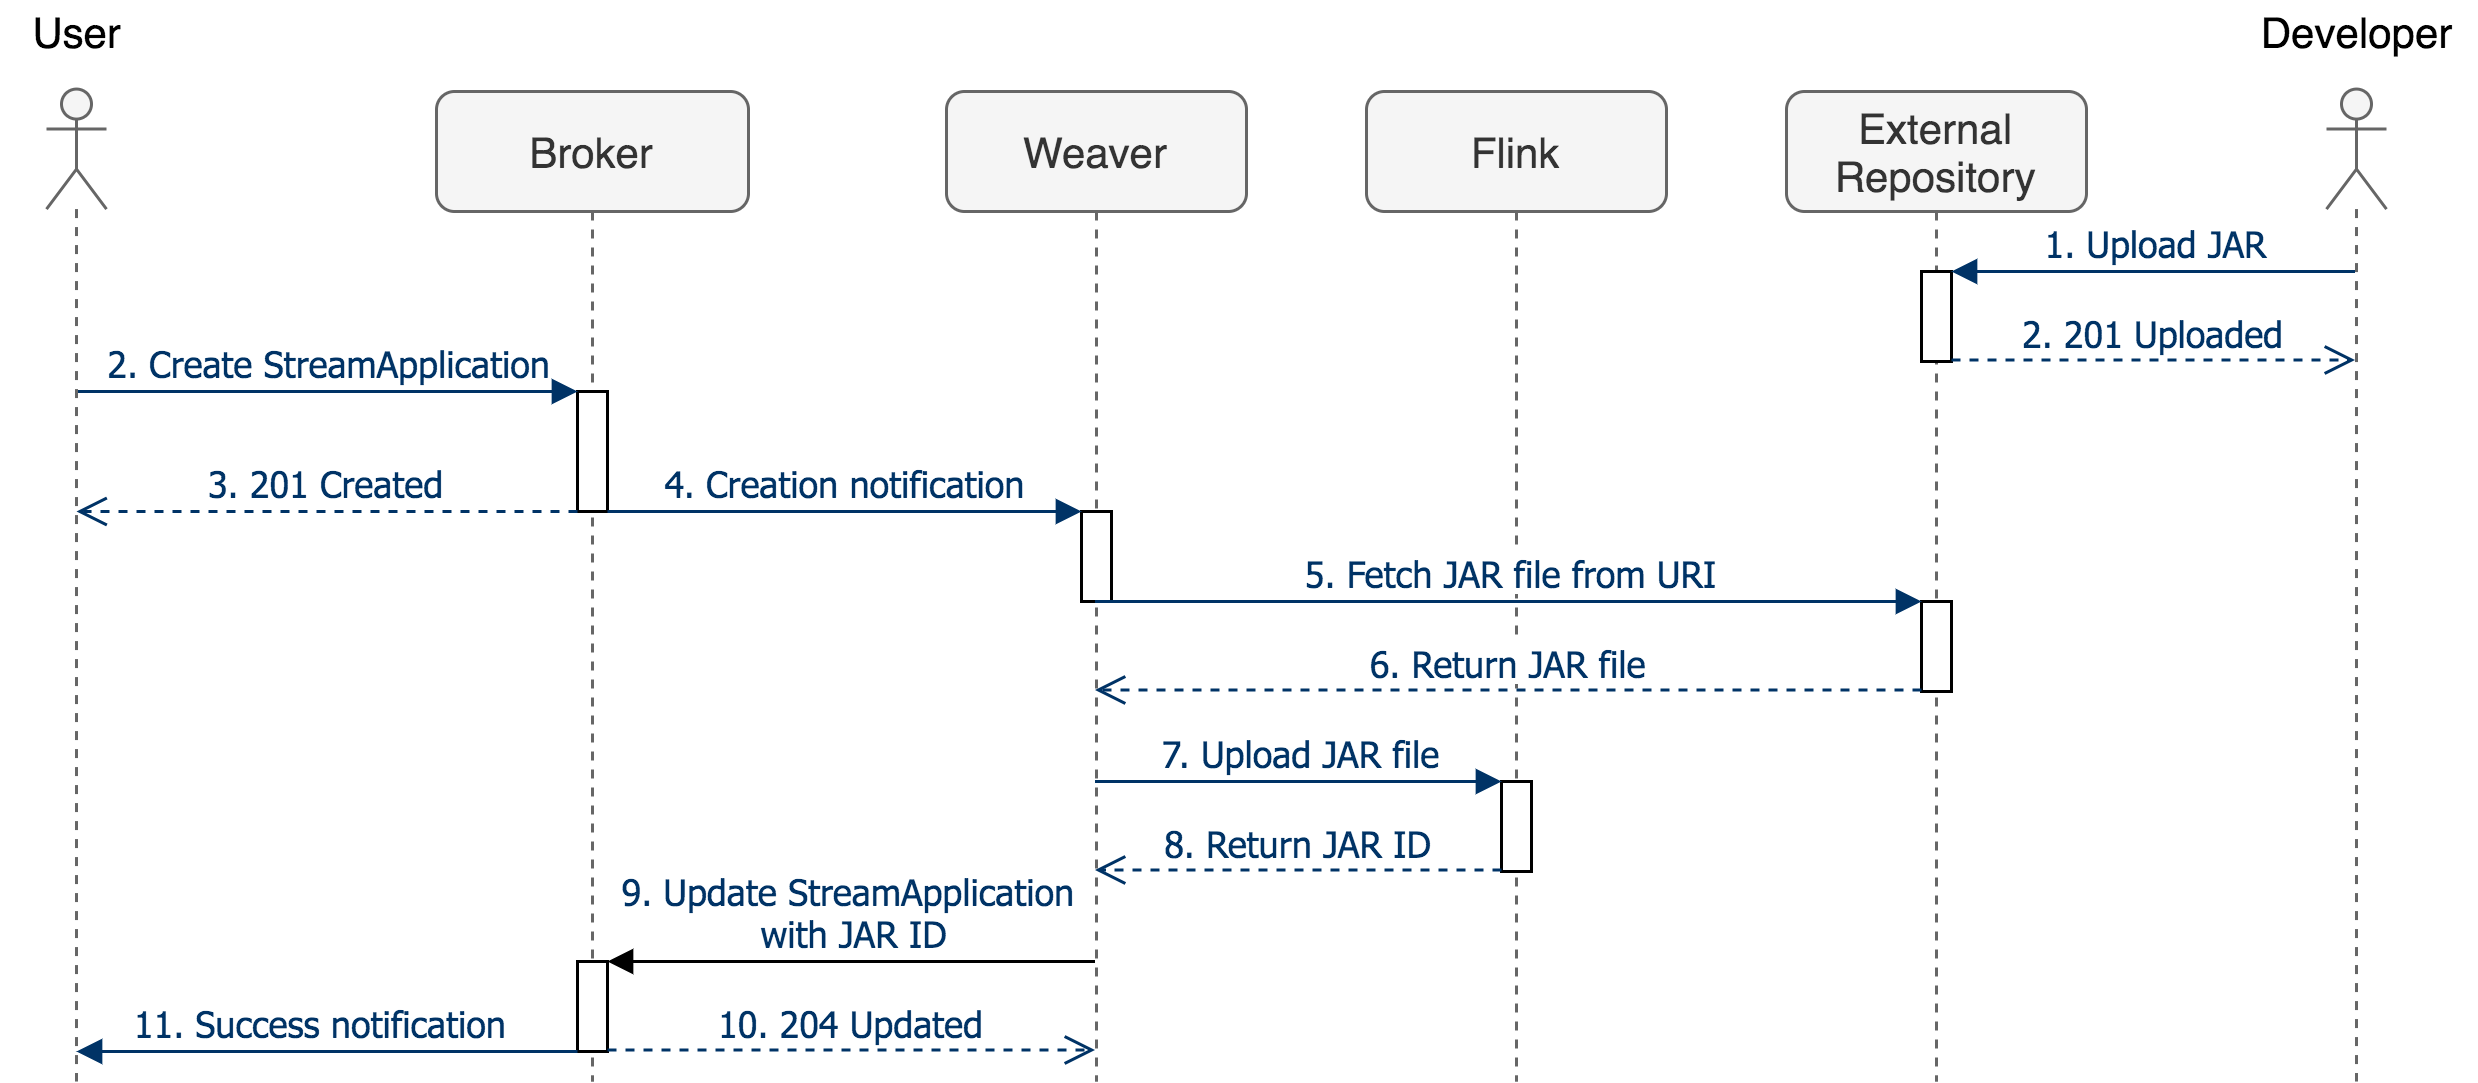 User
Developer
Broker
Weaver
Flink
External
Repository
1. Upload JAR
2. 201 Uploaded
2. Create StreamApplication
3. 201 Created
4. Creation notification
5. Fetch JAR file from URI
6. Return JAR file
7. Upload JAR file
8. Return JAR ID
9. Update StreamApplication
with JAR ID
11. Success notification
10. 204 Updated